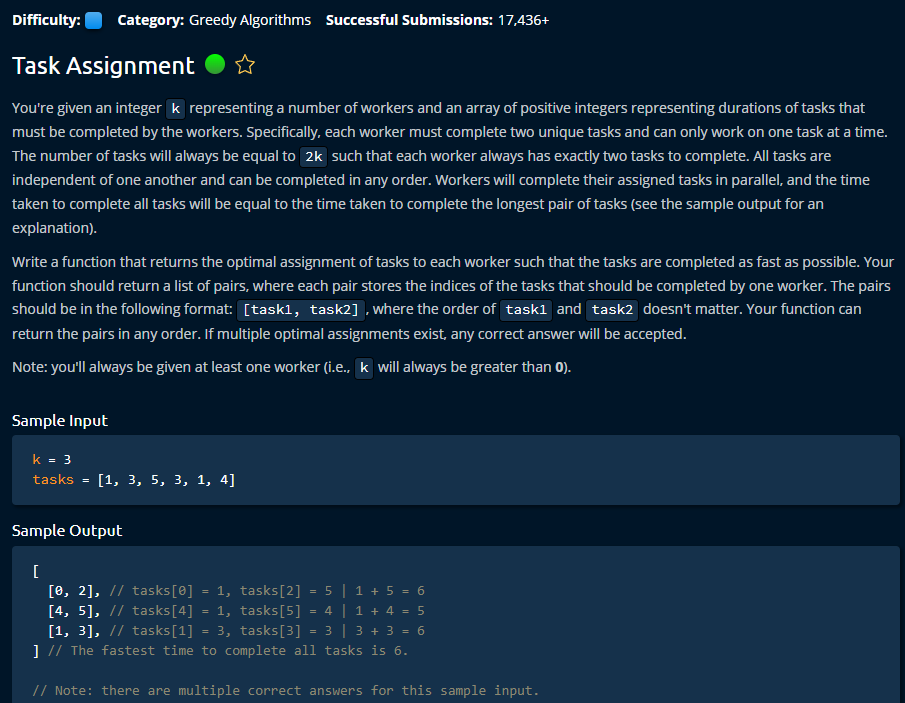 Difficulty: Category: Greedy Algorithms Successful Submissions: 17,436+
Task Assignment
You're given an integer k representing a number of workers and an array of positive integers representing durations of tasks that
must be completed by the workers. Specifically, each worker must complete two unique tasks and can only work on one task at a time.
The number of tasks will always be equal to 2k such that each worker always has exactly two tasks to complete. All tasks are
independent of one another and can be completed in any order. Workers will complete their assigned tasks in parallel, and the time
taken to complete all tasks will be equal to the time taken to complete the longest pair of tasks (see the sample output for an
explanation).
Write a function that returns the optimal assignment of tasks to each worker such that the tasks are completed as fast as possible. Your
function should return a list of pairs, where each pair stores the indices of the tasks that should be completed by one worker. The pairs
should be in the following format: [task1, task2], where the order of task1 and task2 doesn't matter. Your function can
return the pairs in any order. If multiple optimal assignments exist, any correct answer will be accepted.
Note: you'll always be given at least one worker (i.e., k will always be greater than 0).
Sample Input
k = 3
tasks = [1, 3, 5, 3, 1, 4]
Sample Output
[
[0, 2], // tasks[0] = 1, tasks[2] = 5 | 1 + 5 = 6
[4, 5], // tasks[4] = 1, tasks[5] = 4 | 1 + 4 = 5
[1, 3], // tasks[1] = 3, tasks[3] = 3 | 3 + 3 = 6
] // The fastest time to complete all tasks is 6.
// Note: there are multiple correct answers for this sample input.